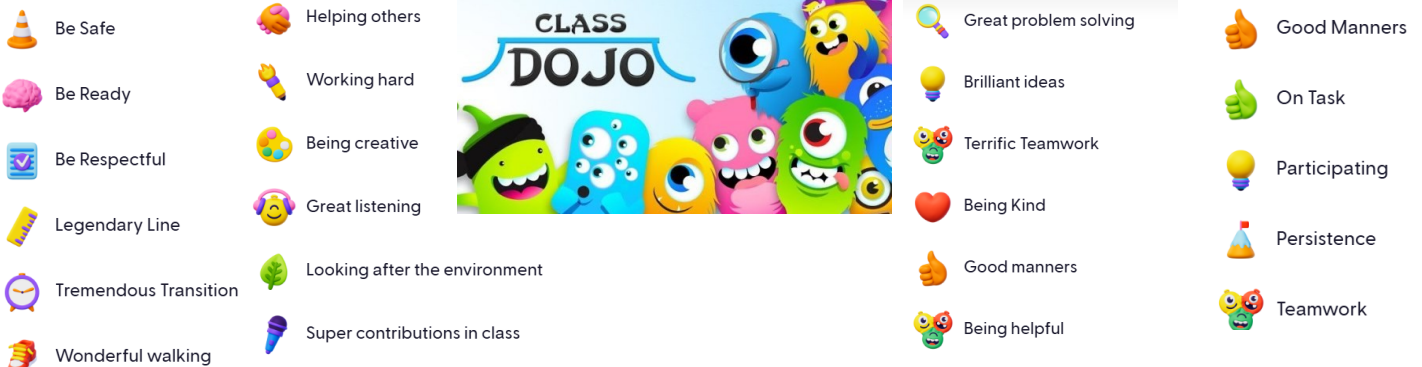 Be Safe
Be Ready
Be Respectful
Legendary Line
Tremendous Transition
Wonderful walking
Helping others
Working hard
Being creative
Great listening
Looking after the environment
Super contributions in class
CLASS
DOJO
Great problem solving
Brilliant ideas
Terrific Teamwork
Being Kind
Good manners
Being helpful
Good Manners
On Task
Participating
Persistence
Teamwork